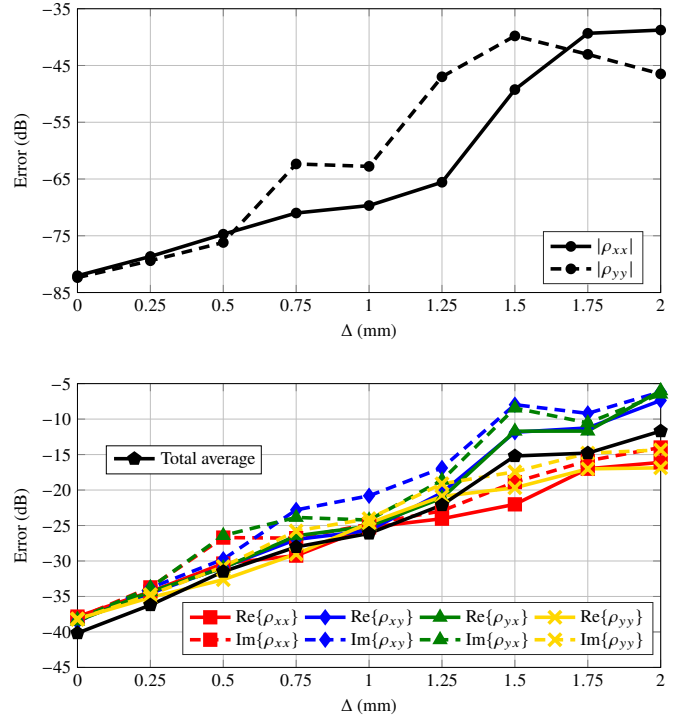 −35
−45
−55
−65
−75
−85
Error (dB)
|ρxx|
|ρyy|
0 0.25 0.5 0.75 1 1.25 1.5 1.75 2
Δ (mm)
−5
−10
−15
−20
−25
−30
−35
−40
−45
Error (dB)
Total average
Re{ρxx} Re{ρxy} Re{ρyx} Re{ρyy}
Im{ρxx} Im{ρxy} Im{ρyx} Im{ρyy}
0 0.25 0.5 0.75 1 1.25 1.5 1.75 2
Δ (mm)